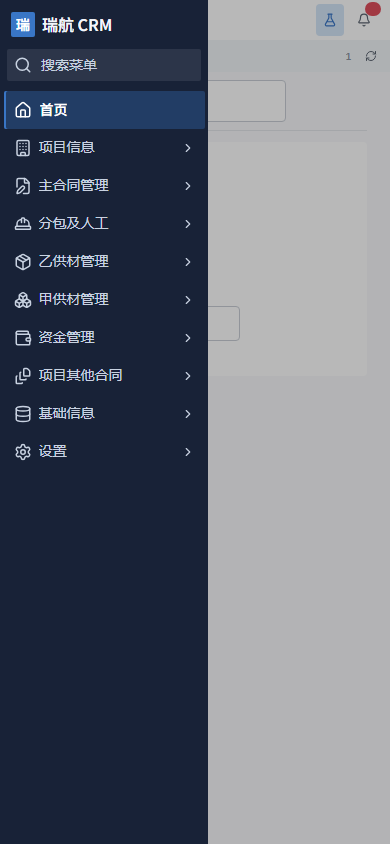 瑞 瑞航 CRM
搜索菜单
1
首页
项目信息
主合同管理
分包及人工
乙供材管理
甲供材管理
资金管理
项目其他合同
基础信息
设置